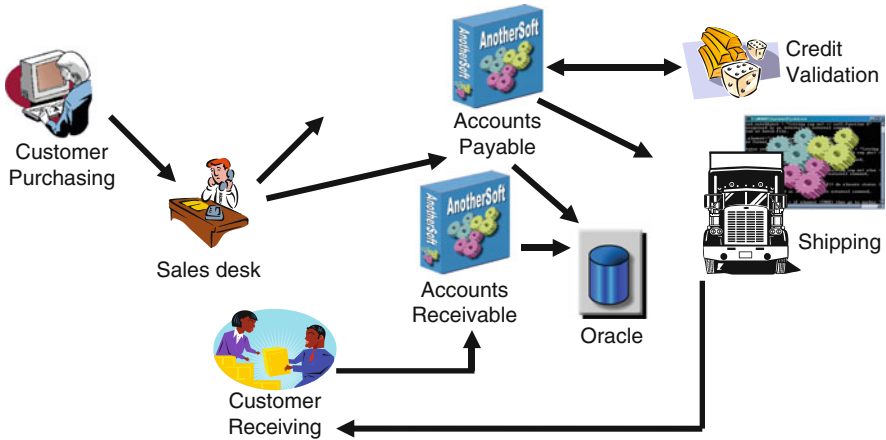 AnotherSoft
Credit
Validation
Accounts
Payable
Customer
Purchasing
AnotherSoft
Shipping
Sales desk
Accounts
Receivable
Oracle
Customer
Receiving